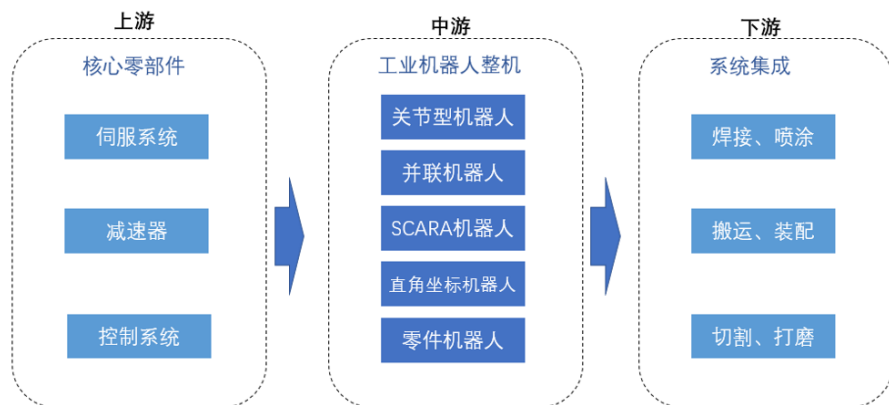 上游
核心零部件
伺服系统
减速器
控制系统
中游
工业机器人整机
关节型机器人
并联机器人
SCARA机器人
直角坐标机器人
零件机器人
下游
系统集成
焊接、喷涂
搬运、装配
切割、打磨